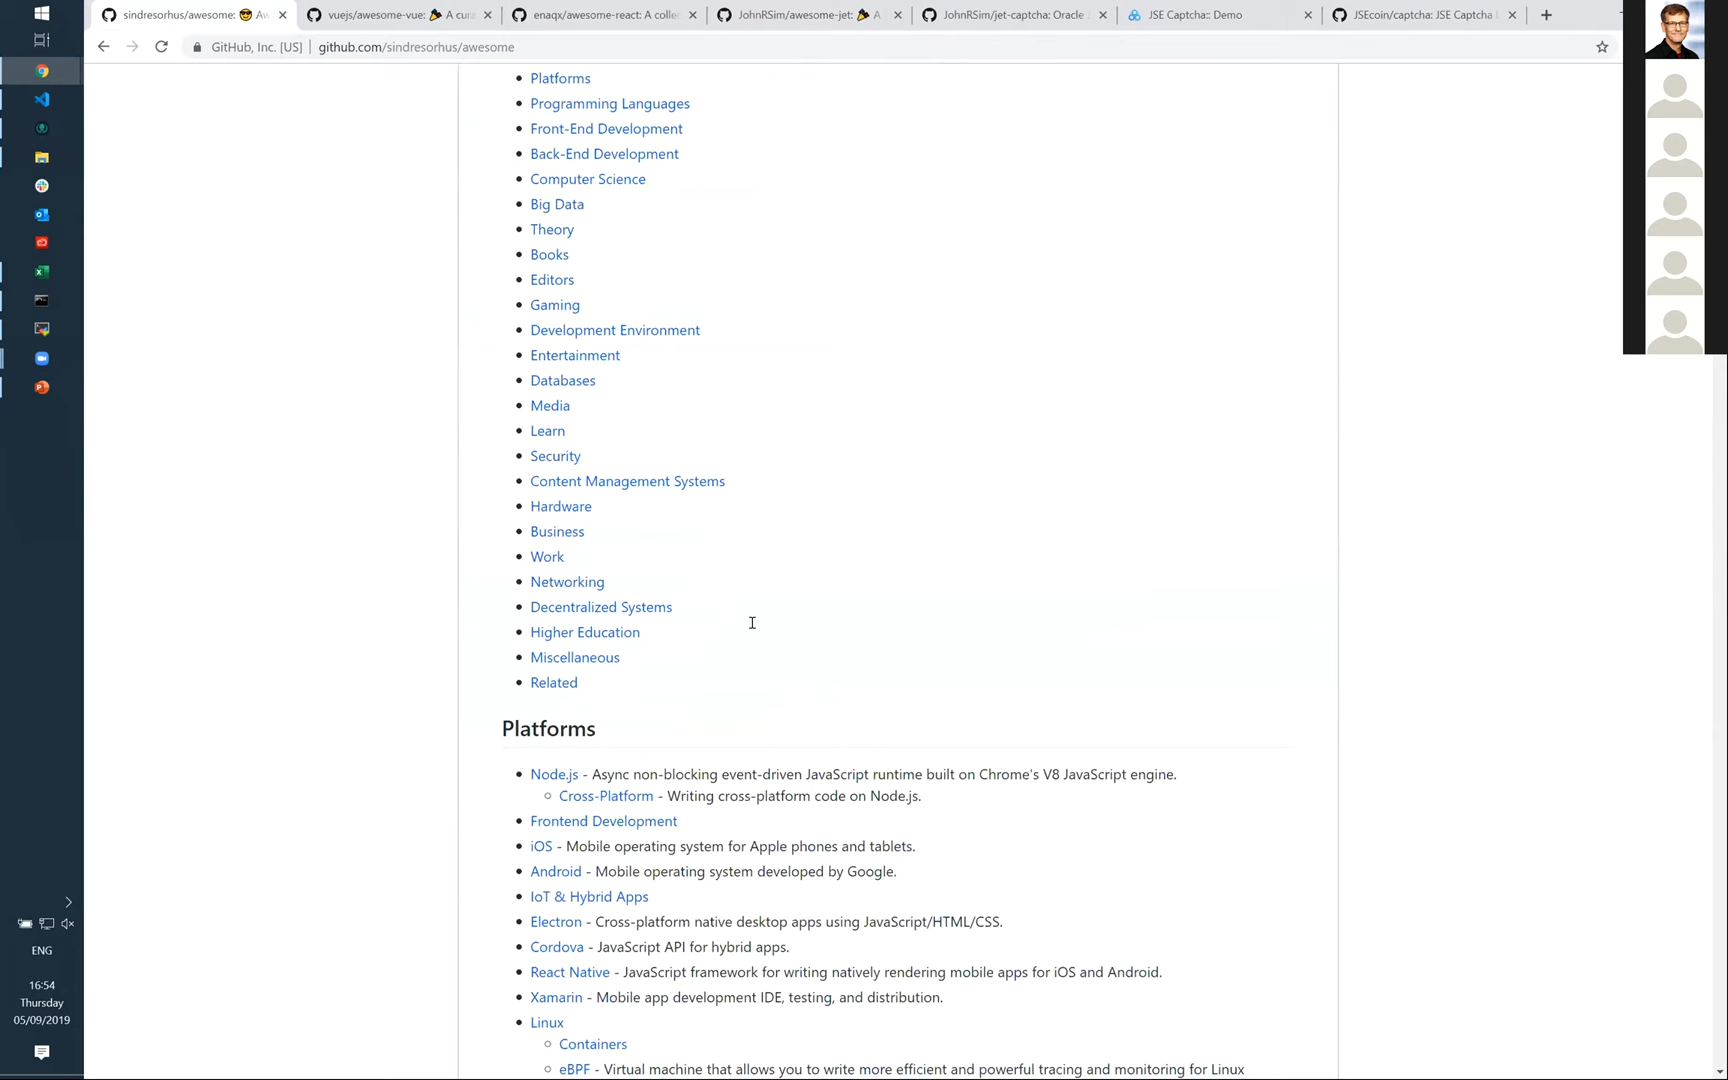 sindresorhus/awesome: 😎 Aw
vuejs/awesome-vue: 🎉 A cura
enaqx/awesome-react: A colle
JohnRSim/awesome-jet: 🎉 A
JohnRSim/jet-captcha: Oracle J
JSE Captcha:: Demo
JSEcoin/captcha: JSE Captcha
GitHub, Inc. [US] | github.com/sindresorhus/awesome
Platforms
Programming Languages
Front-End Development
Back-End Development
Computer Science
Big Data
Theory
Books
Editors
Gaming
Development Environment
Entertainment
Databases
Media
Learn
Security
Content Management Systems
Hardware
Business
Work
Networking
Decentralized Systems
Higher Education
Miscellaneous
Related
Platforms
Node.js - Async non-blocking event-driven JavaScript runtime built on Chrome's V8 JavaScript engine.
Cross-Platform - Writing cross-platform code on Node.js.
Frontend Development
iOS - Mobile operating system for Apple phones and tablets.
Android - Mobile operating system developed by Google.
IoT & Hybrid Apps
Electron - Cross-platform native desktop apps using JavaScript/HTML/CSS.
Cordova - JavaScript API for hybrid apps.
React Native - JavaScript framework for writing natively rendering mobile apps for iOS and Android.
Xamarin - Mobile app development IDE, testing, and distribution.
Linux
Containers
eBPF - Virtual machine that allows you to write more efficient and powerful tracing and monitoring for Linux
ENG
16:54
Thursday
05/09/2019